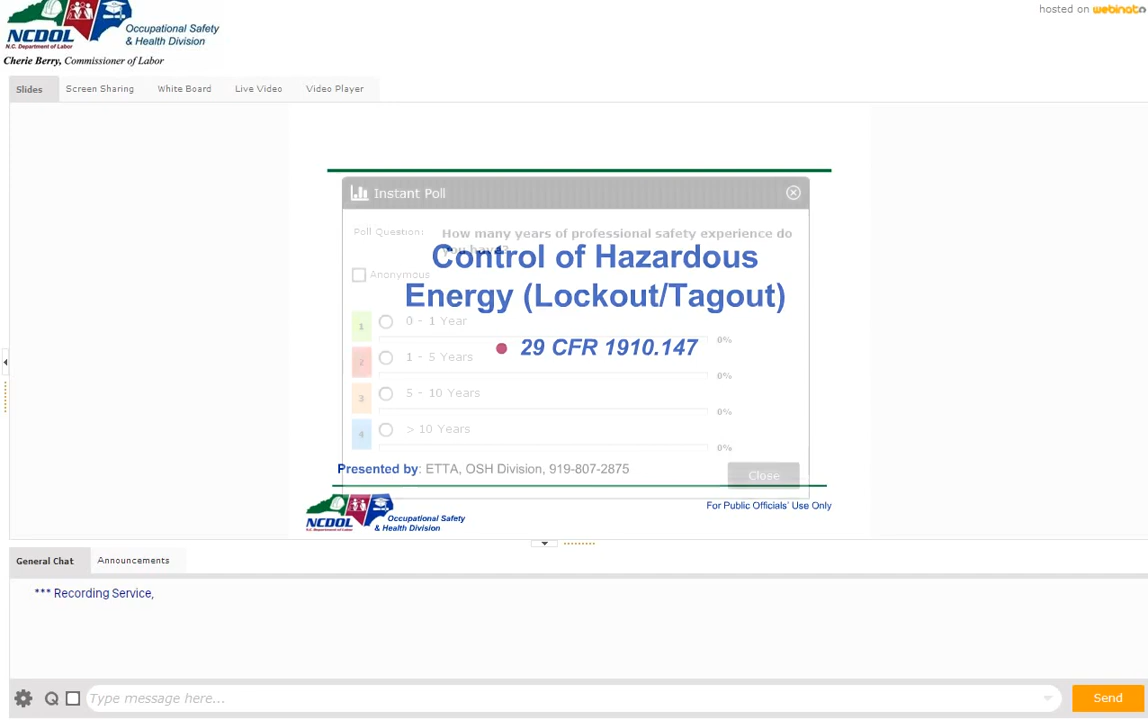 hosted on webinato
NCDOL
N.C. Department of Labor
Occupational Safety
& Health Division
Cherie Berry, Commissioner of Labor
Slides
Screen Sharing
White Board
Live Video
Video Player
Instant Poll
Poll Question:
How many years of professional safety experience do
you have?
Control of Hazardous
Energy (Lockout/Tagout)
Anonymous
1
0 - 1 Year
0%
• 29 CFR 1910.147
2
1 - 5 Years
0%
3
5 - 10 Years
0%
4
> 10 Years
0%
Presented by: ETTA, OSH Division, 919-807-2875
Close
NCDOL
N.C. Department of Labor
Occupational Safety
& Health Division
For Public Officials' Use Only
General Chat
Announcements
*** Recording Service,
Q
Type message here...
Send